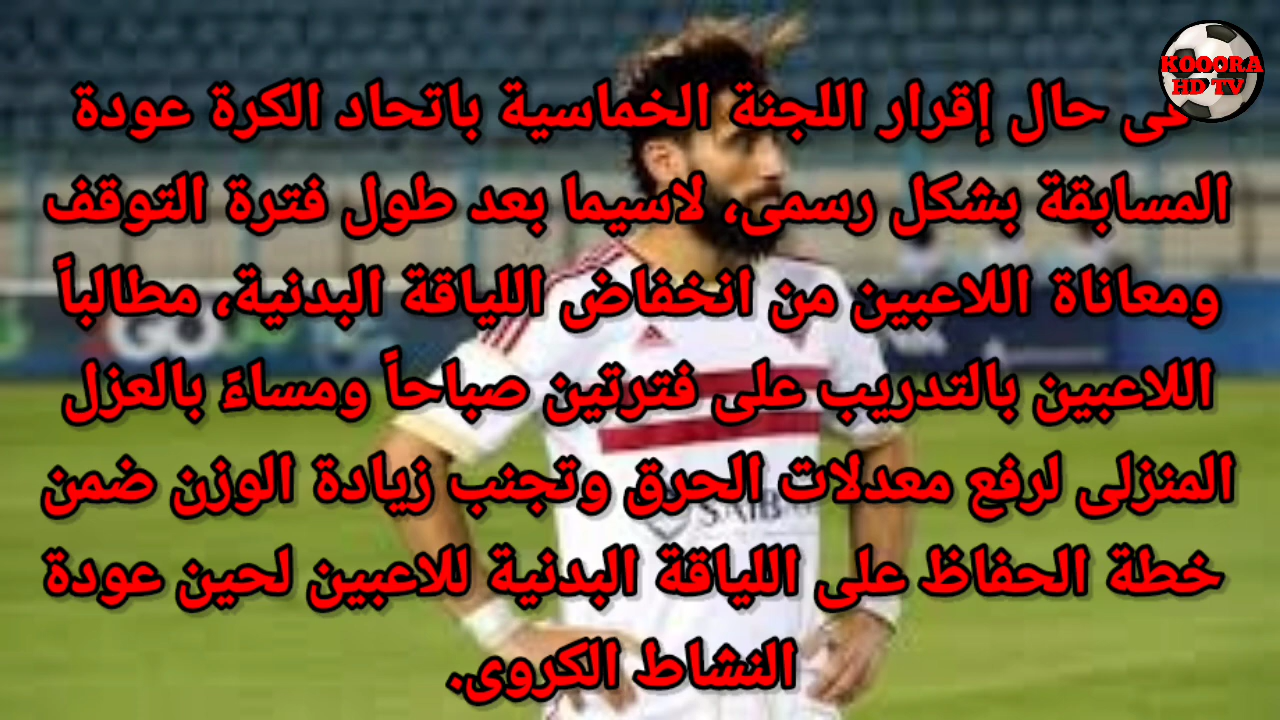 فى حال إقرار اللجنة الخماسية باتحاد الكرة عودة
المسابقة بشكل رسمى، لاسيما بعد طول فترة التوقف
ومعاناة اللاعبين من انخفاض اللياقة البدنية، مطالباً
اللاعبين بالتدريب على فترتين صباحاً ومساءً بالعزل
المنزلى لرفع معدلات الحرق وتجنب زيادة الوزن ضمن
خطة الحفاظ على اللياقة البدنية للاعبين لحين عودة
النشاط الكروى.
KOOORA
HD TV
GO